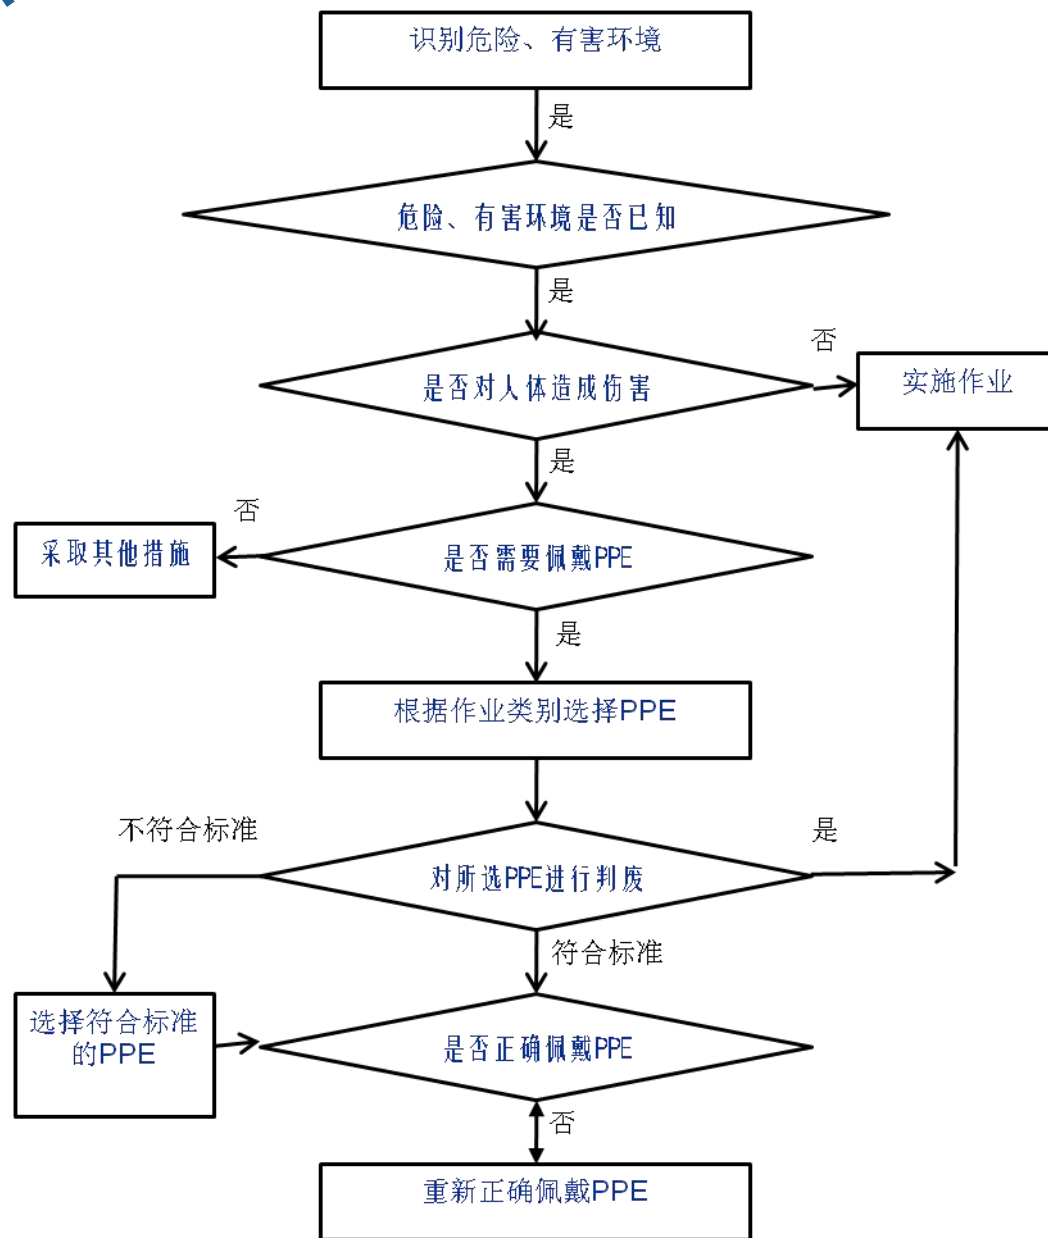 识别危险、有害环境
是
危险、有害环境是否已知
是
否
是否对人体造成伤害
实施作业
是
否
采取其他措施
是否需要佩戴PPE
是
根据作业类别选择PPE
不符合标准
是
对所选PPE进行判废
符合标准
选择符合标准
的PPE
是否正确佩戴PPE
否
重新正确佩戴PPE